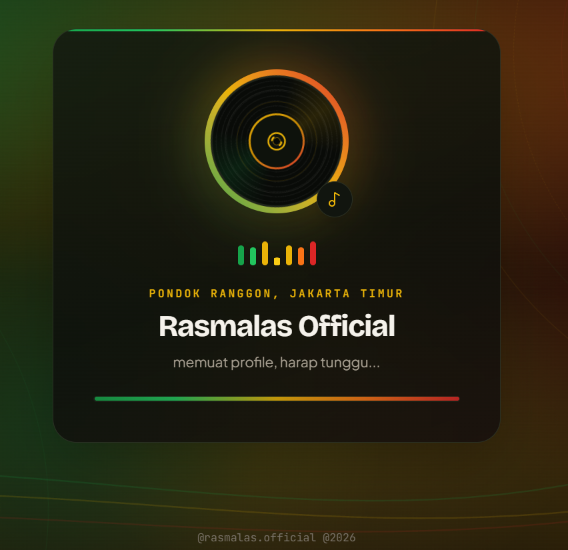 PONDOK RANGGON, JAKARTA TIMUR
Rasmalas Official
memuat profile, harap tunggu...
@rasmalas.official @2026